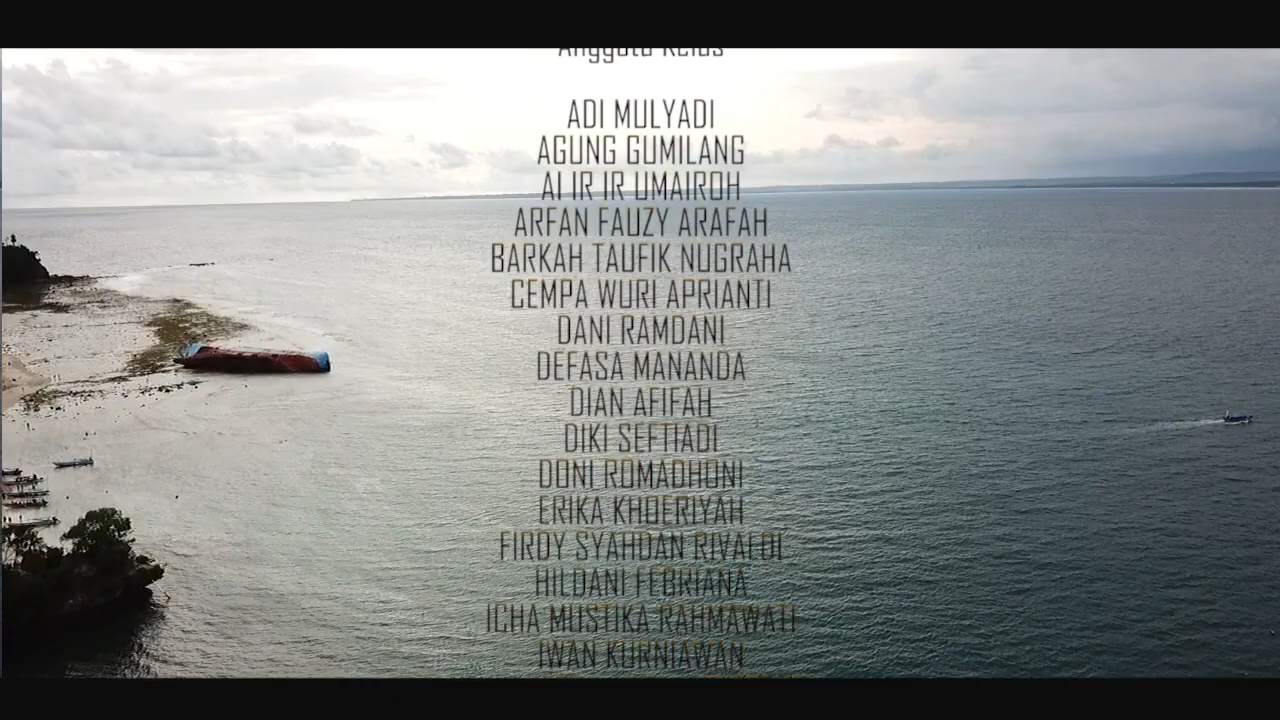 Anggota Kelas
ADI MULYADI
AGUNG GUMILANG
AI IR IR UMAIROH
ARFAN FAUZY ARAFAH
BARKAH TAUFIK NUGRAHA
CEMPA WURI APRIANTI
DANI RAMDANI
DEFASA MANANDA
DIAN AFIFAH
DIKI SEFTIADI
DONI ROMADHONI
ERIKA KHOERIYAH
FIRDY SYAHDAN RIVALDI
HILDANI FEBRIANA
ICHA MUSTIKA RAHMAWATI
IWAN KURNIAWAN